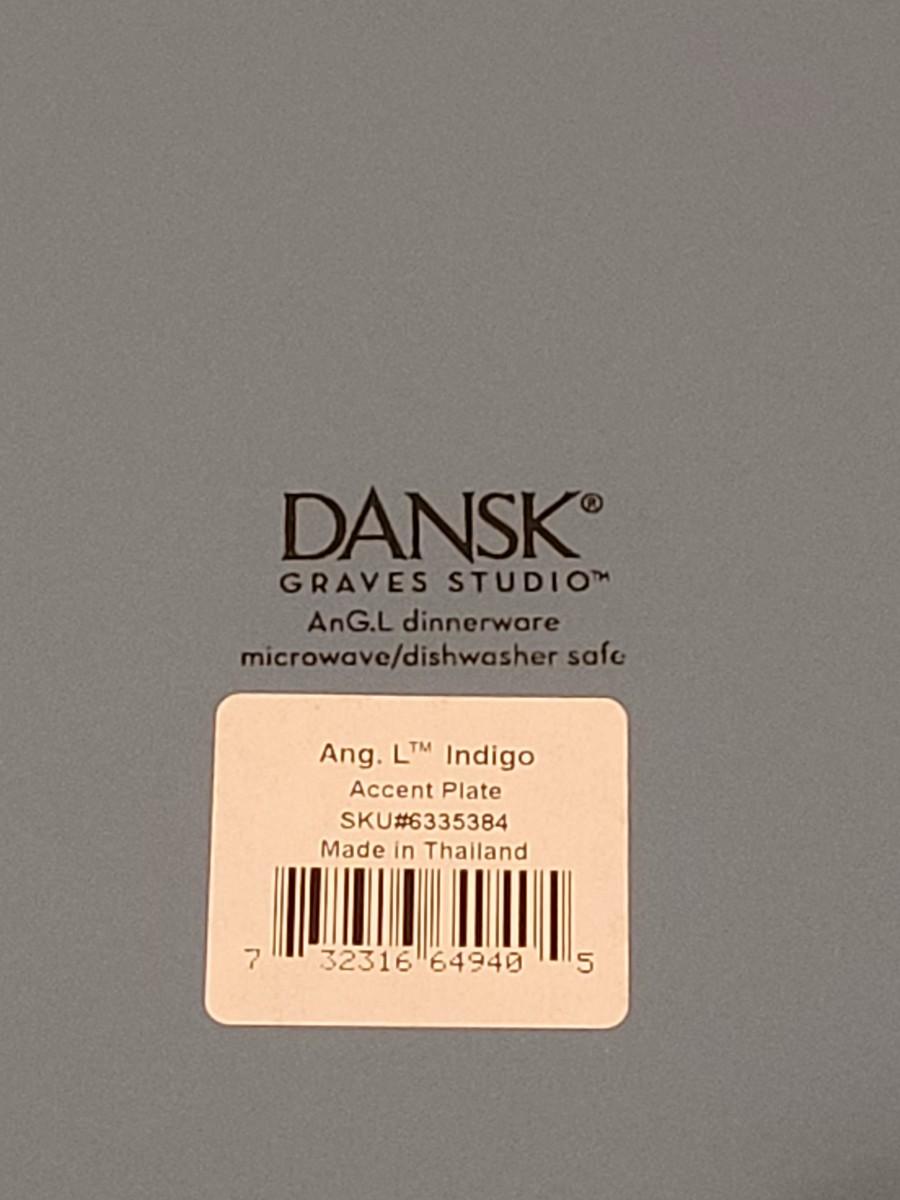 DANSK®
GRAVES STUDIO™
AnG.L dinnerware
microwave/dishwasher safe
Ang. L™ Indigo
Accent Plate
SKU#6335384
Made in Thailand
7 32316 64940 5